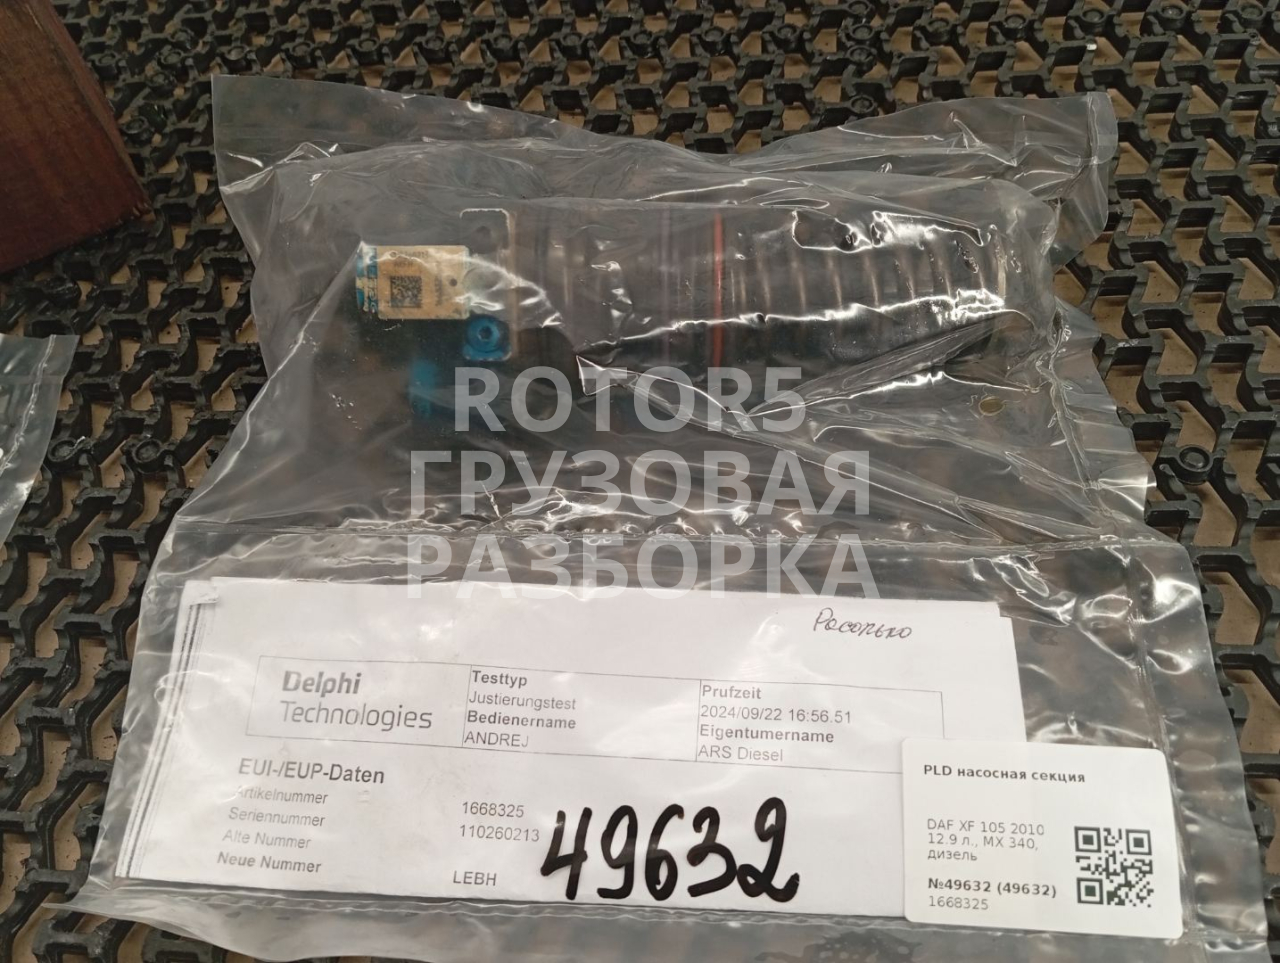 ROTOR5
ГРУЗОВАЯ
РАЗБОРКА
Delphi
Technologies
Testtyp
Justierungstest
Bedienername
ANDREJ
Prufzeit
2024/09/22 16:56.51
Eigentumername
ARS Diesel
EUI-/EUP-Daten
Artikelnummer 1668325
Seriennummer 110260213
Alte Nummer
Neue Nummer LEBH
49632
PLD насосная секция
DAF XF 105 2010
12.9 л., MX 340,
дизель
№49632 (49632)
1668325